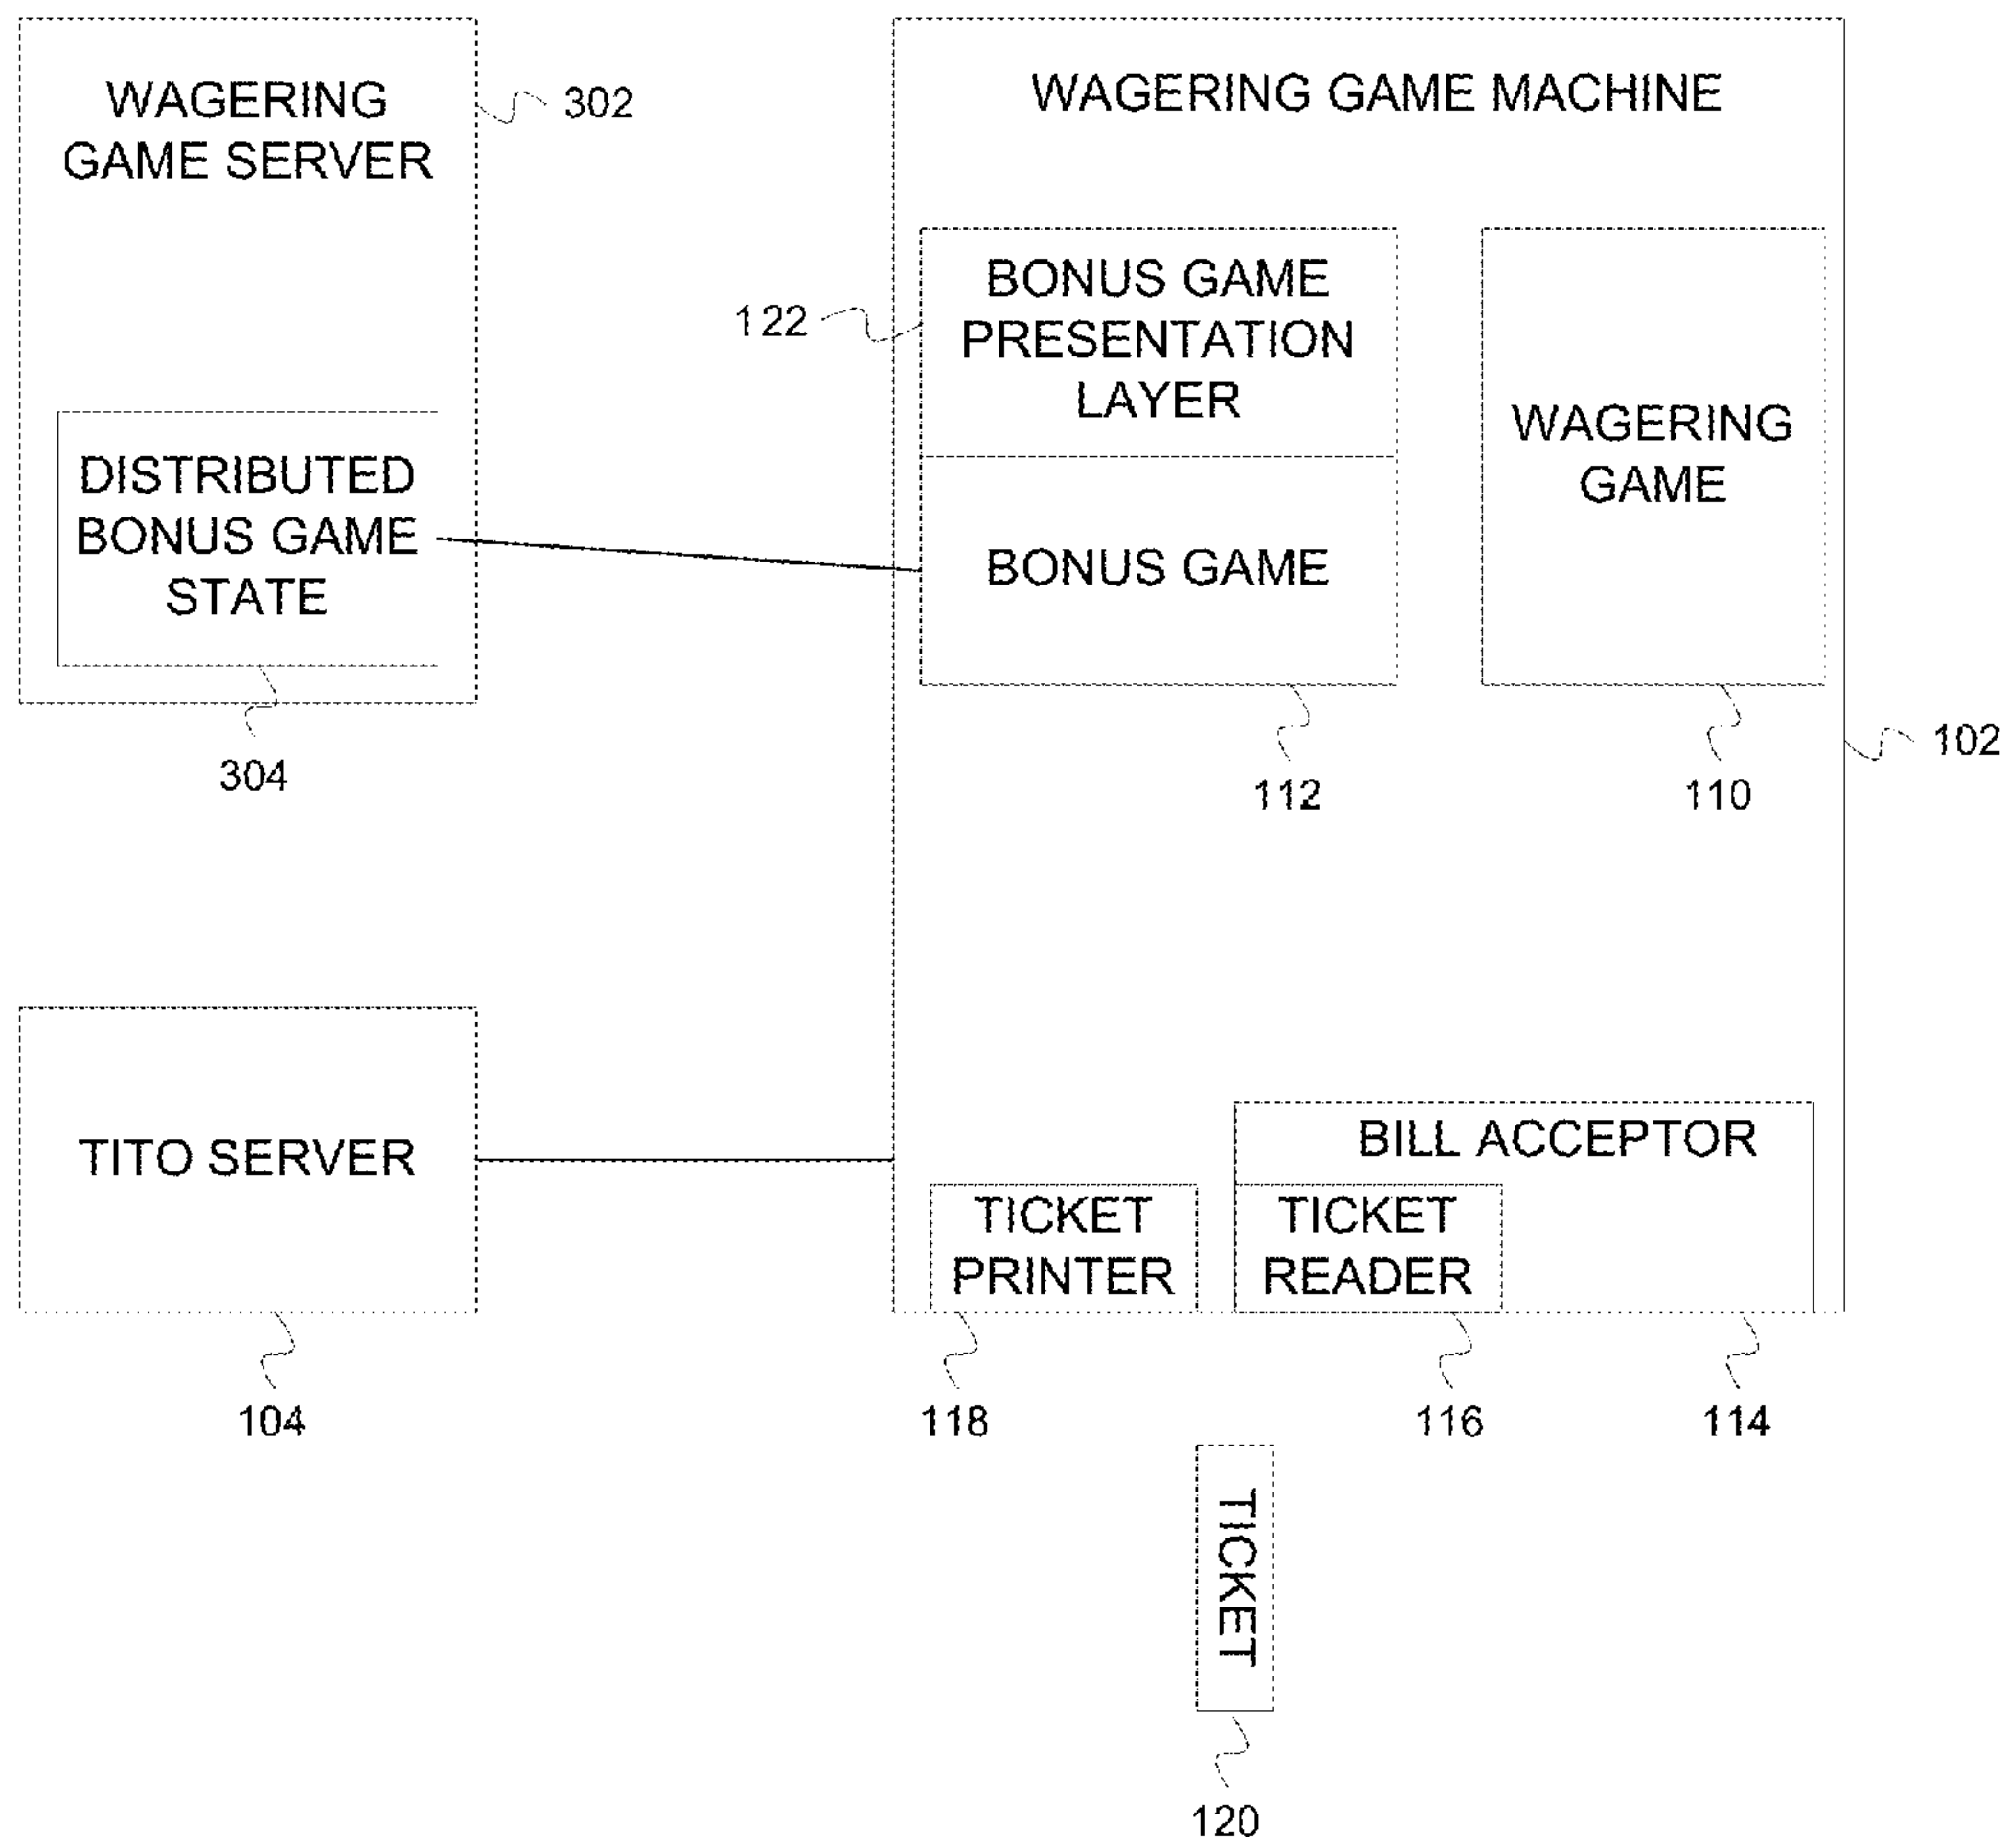 WAGERING
GAME SERVER
302
WAGERING GAME MACHINE
BONUS GAME
PRESENTATION
LAYER
122
WAGERING
GAME
DISTRIBUTED
BONUS GAME
STATE
BONUS GAME
304
112
110
102
TITO SERVER
BILL ACCEPTOR
TICKET
PRINTER
TICKET
READER
104
118
116
114
TICKET
120